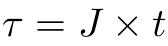 τ = J × t